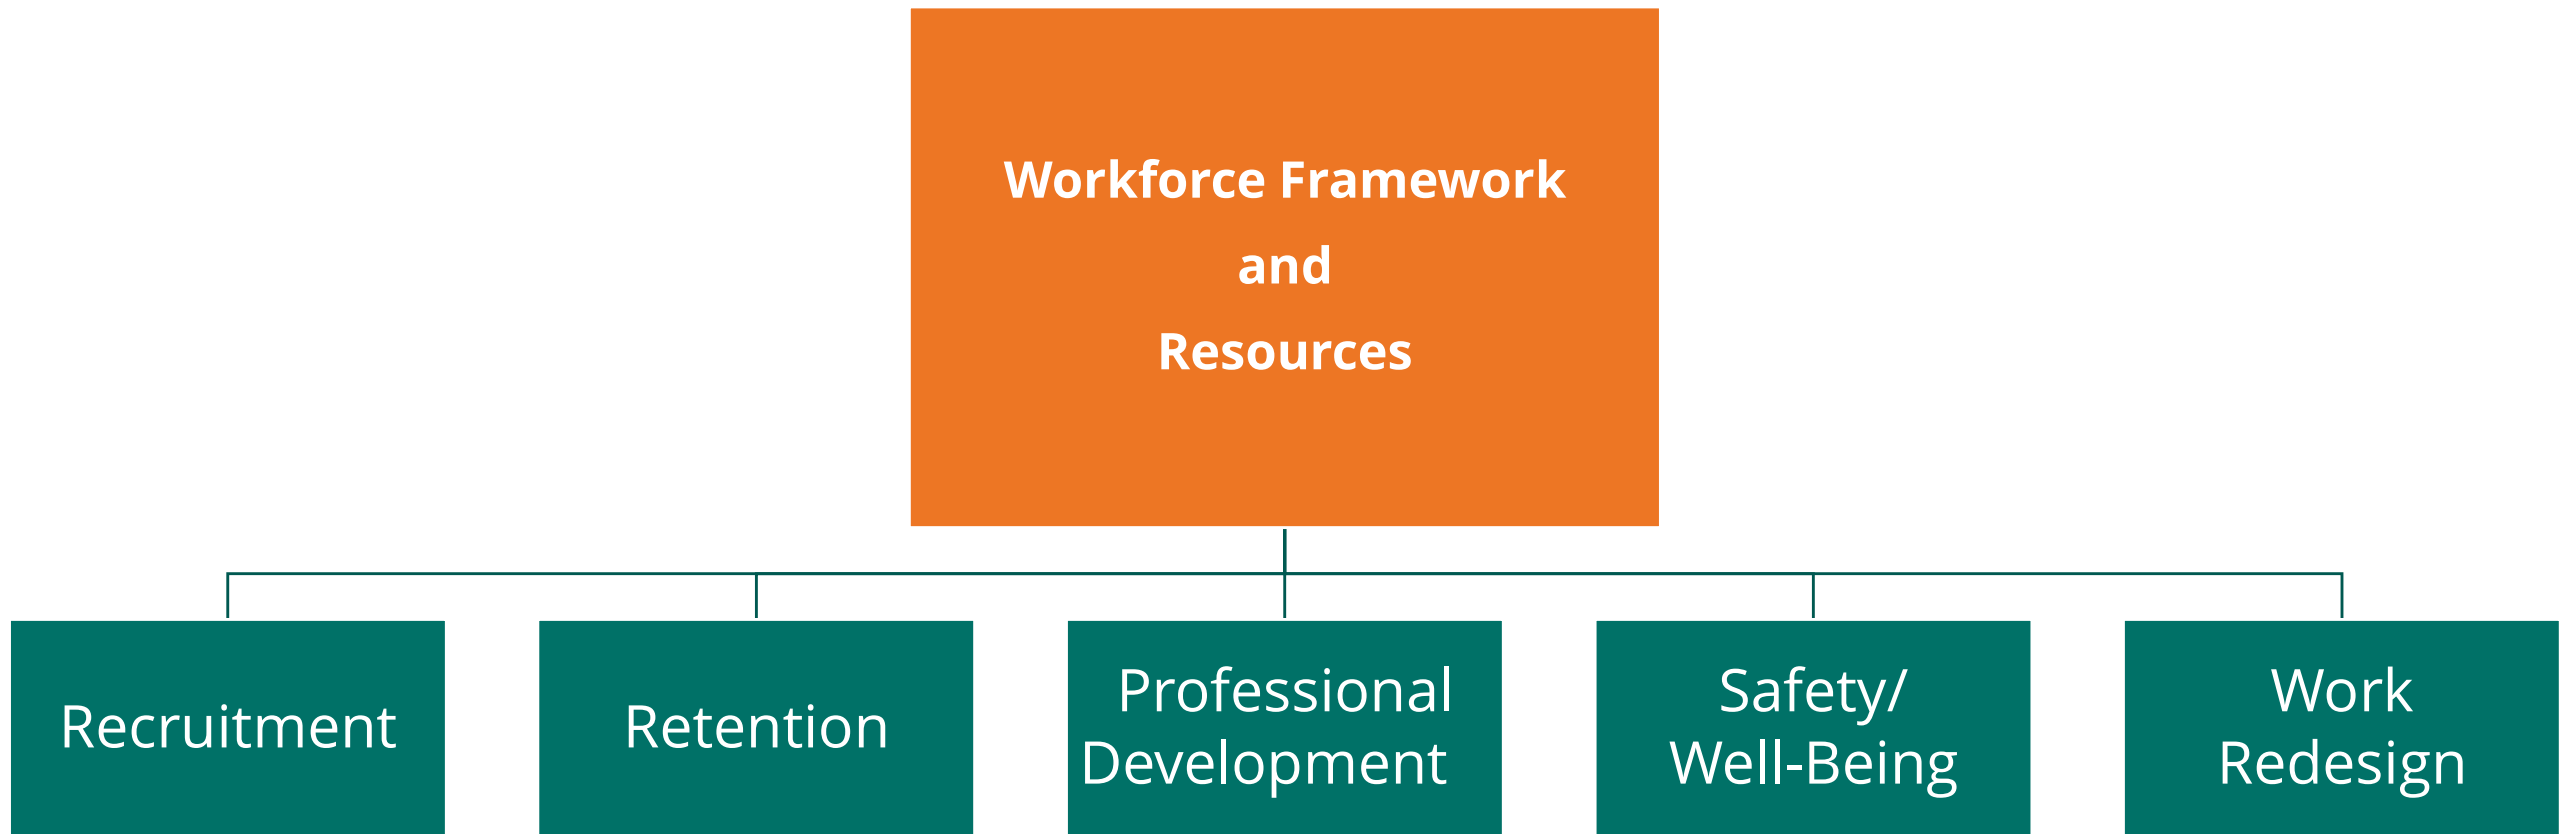 Workforce Framework
and
Resources
Recruitment
Retention
Professional
Development
Safety/
Well-Being
Work
Redesign